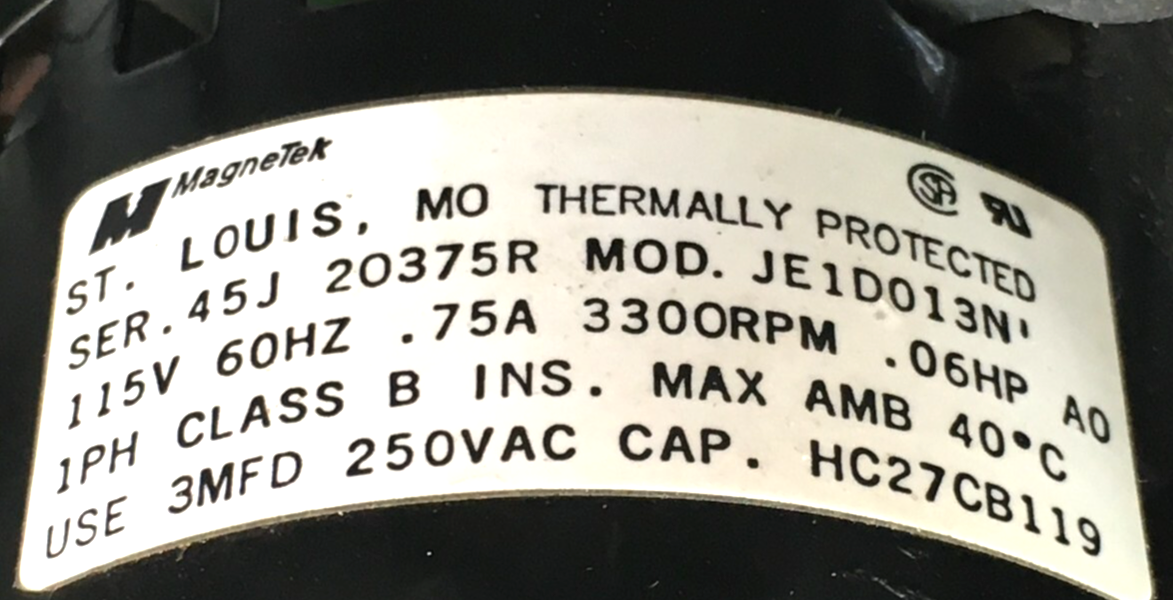 MagneTek
ST. LOUIS, MO THERMALLY PROTECTED
SER.45J 20375R MOD. JE1D013N'
115V 60HZ .75A 3300RPM .06HP AO
1PH CLASS B INS. MAX AMB 40°C
USE 3MFD 250VAC CAP. HC27CB119